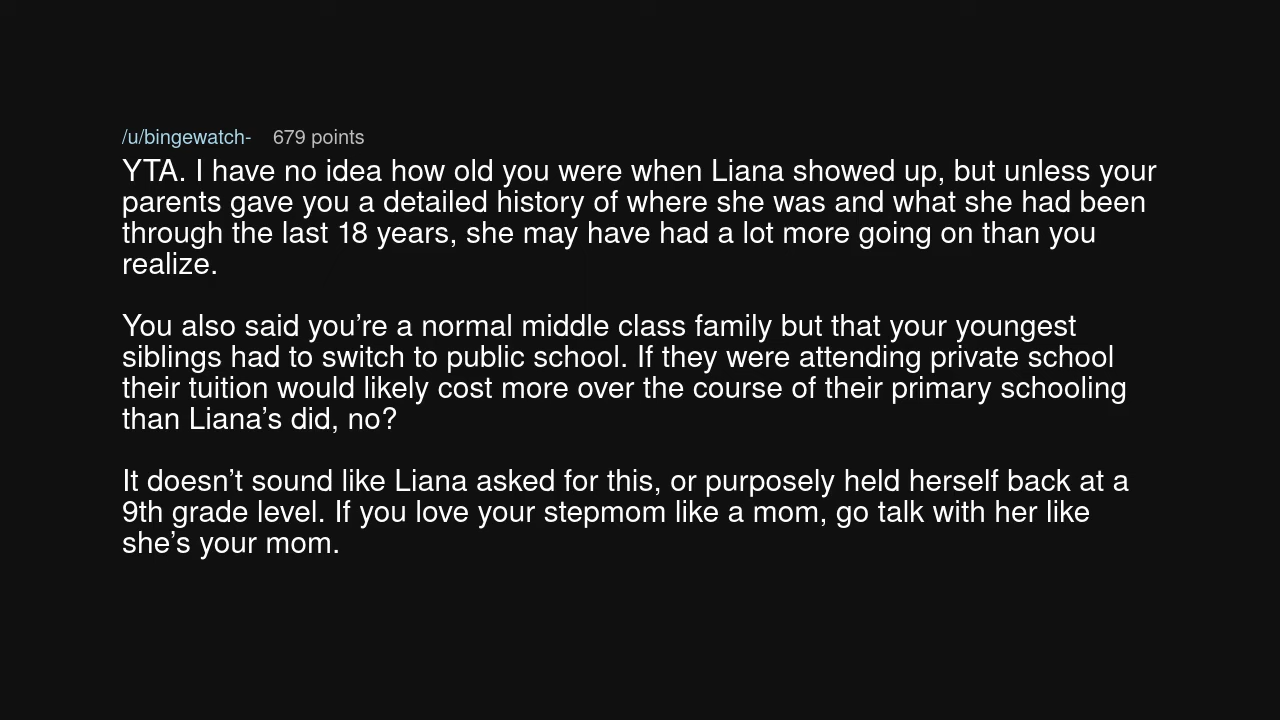 /u/bingewatch- 679 points
YTA. I have no idea how old you were when Liana showed up, but unless your
parents gave you a detailed history of where she was and what she had been
through the last 18 years, she may have had a lot more going on than you
realize.
You also said you’re a normal middle class family but that your youngest
siblings had to switch to public school. If they were attending private school
their tuition would likely cost more over the course of their primary schooling
than Liana’s did, no?
It doesn’t sound like Liana asked for this, or purposely held herself back at a
9th grade level. If you love your stepmom like a mom, go talk with her like
she’s your mom.